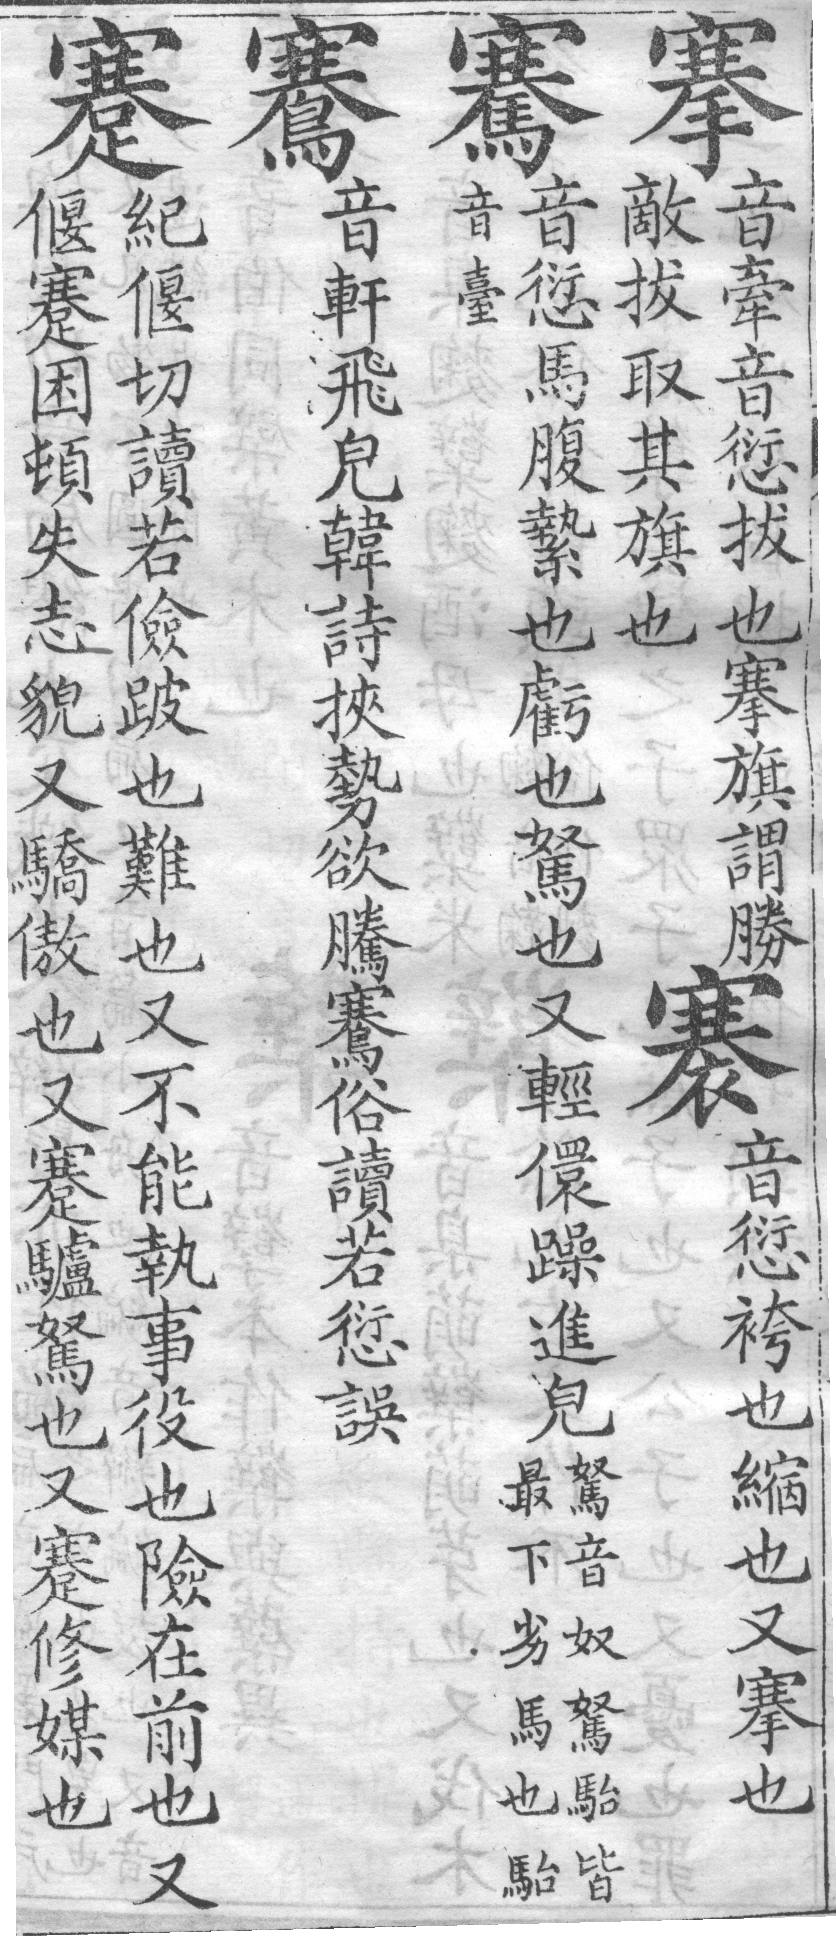 搴
音牽音愆拔也搴旗謂勝
敵拔取其旗也
褰
音愆袴也縮也又搴也
騫
音愆馬腹縶也虧也駑也又輕儇躁進皃
駑音奴駑駘皆
最下劣馬也駘
音臺
鶱
音軒飛皃韓詩挾勢欲騰鶱俗讀若愆誤
蹇
紀偃切讀若儉跛也難也又不能執事役也險在前也又
偃蹇困頓失志貌又驕傲也又蹇驢駑也又蹇修媒也